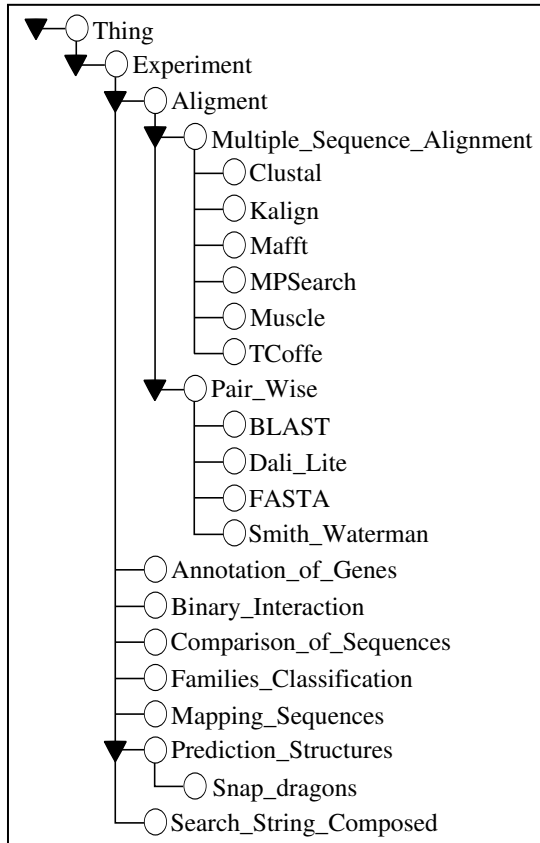 Thing
Experiment
Aligment
Multiple_Sequence_Alignment
Clustal
Kalign
Mafft
MPSearch
Muscle
TCoffe
Pair_Wise
BLAST
Dali_Lite
FASTA
Smith_Waterman
Annotation_of_Genes
Binary_Interaction
Comparison_of_Sequences
Families_Classification
Mapping_Sequences
Prediction_Structures
Snap_dragons
Search_String_Composed